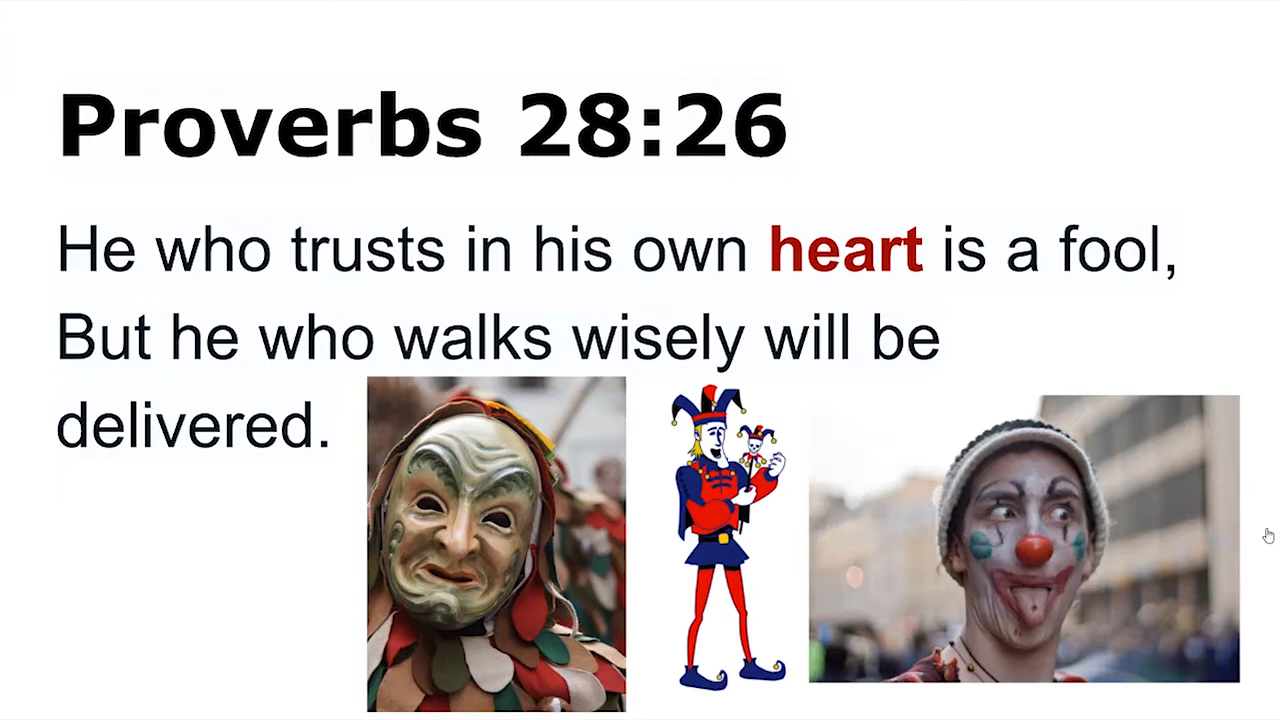 Proverbs 28:26
He who trusts in his own heart is a fool,
But he who walks wisely will be
delivered.